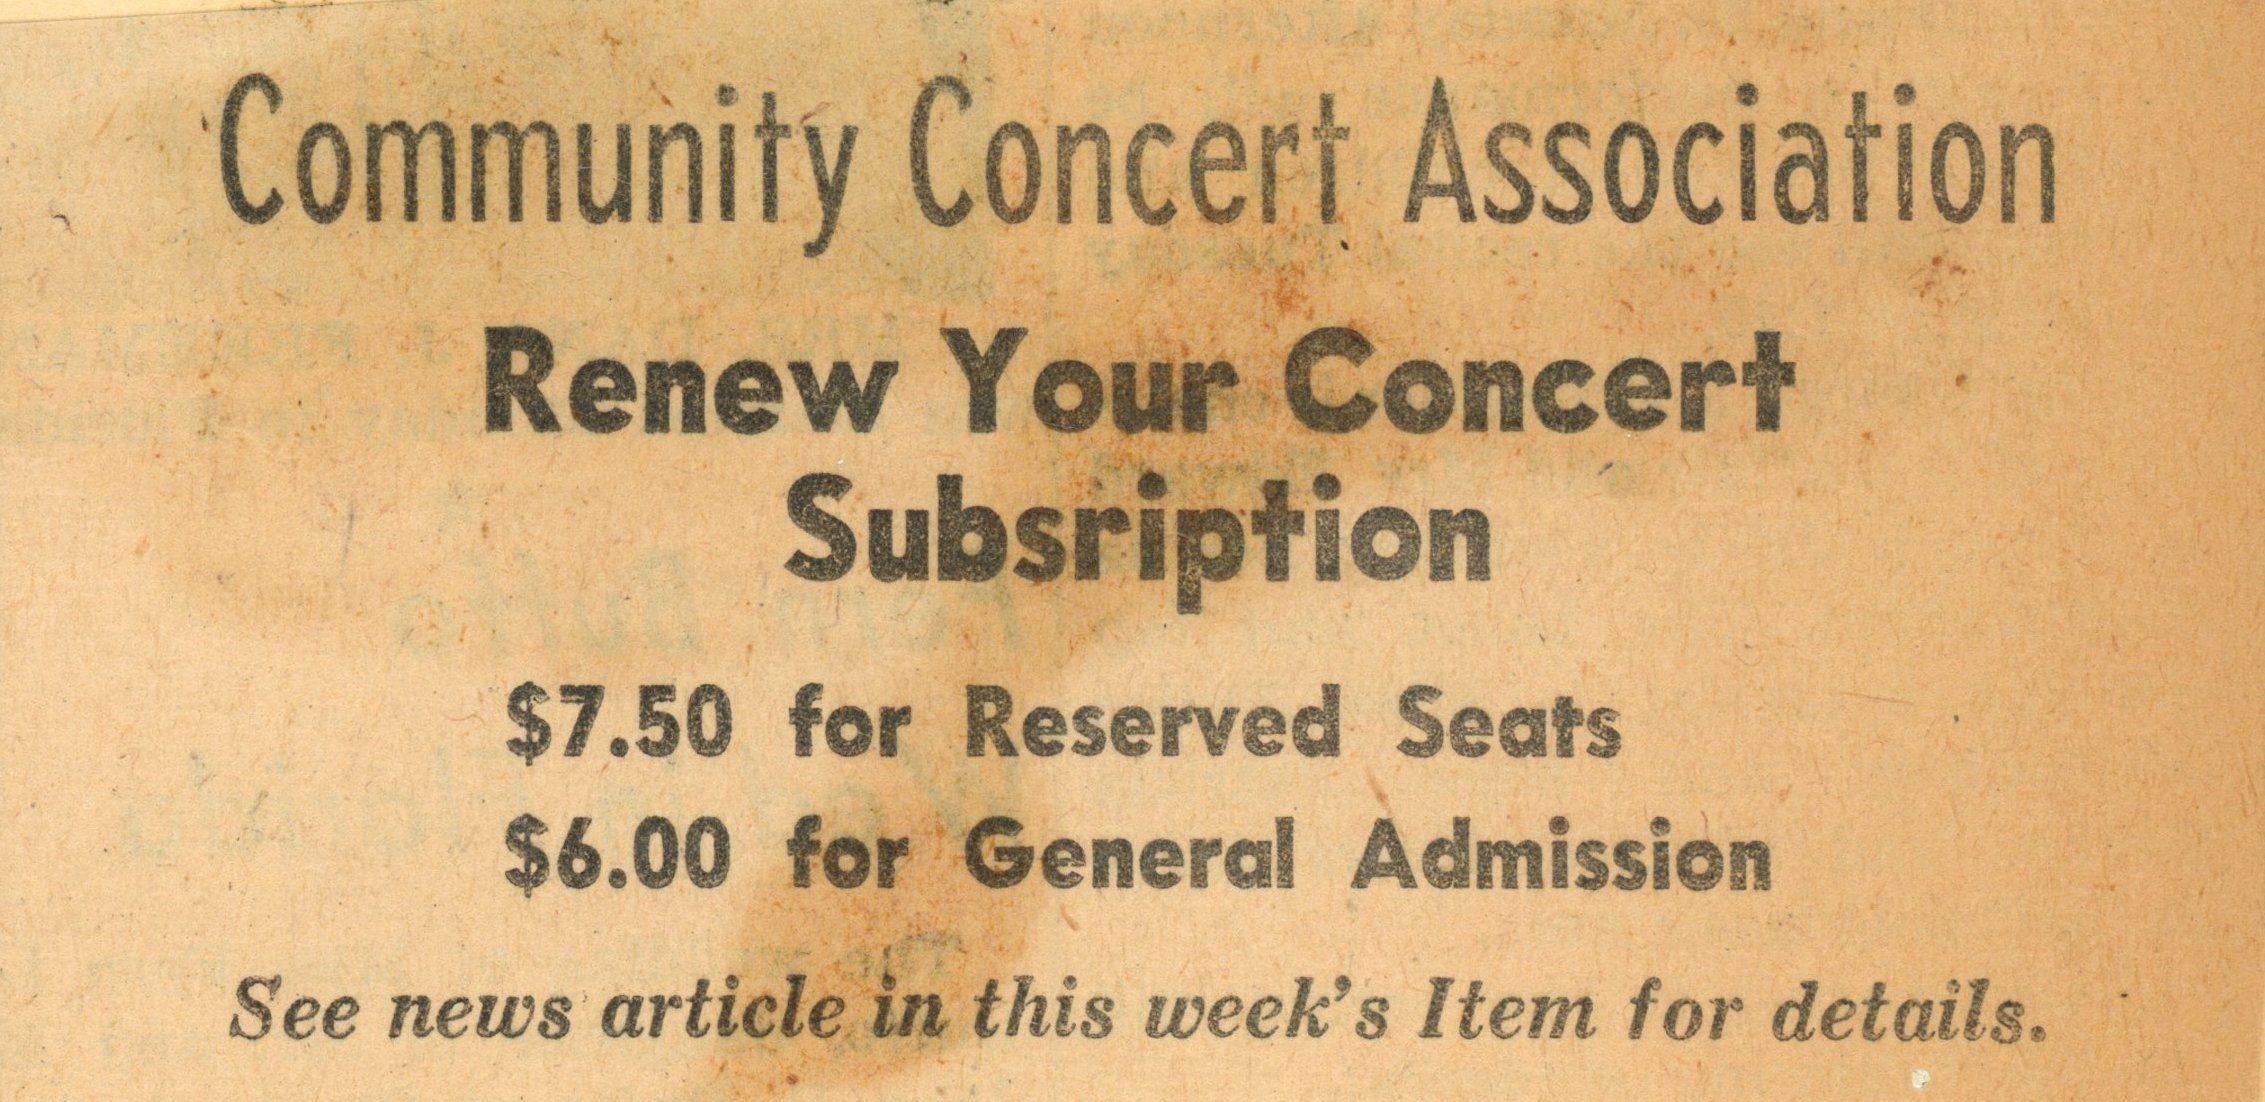 Community Concert Association
Renew Your Concert
Subsription
$7.50 for Reserved Seats
$6.00 for General Admission
See news article in this week's Item for details.